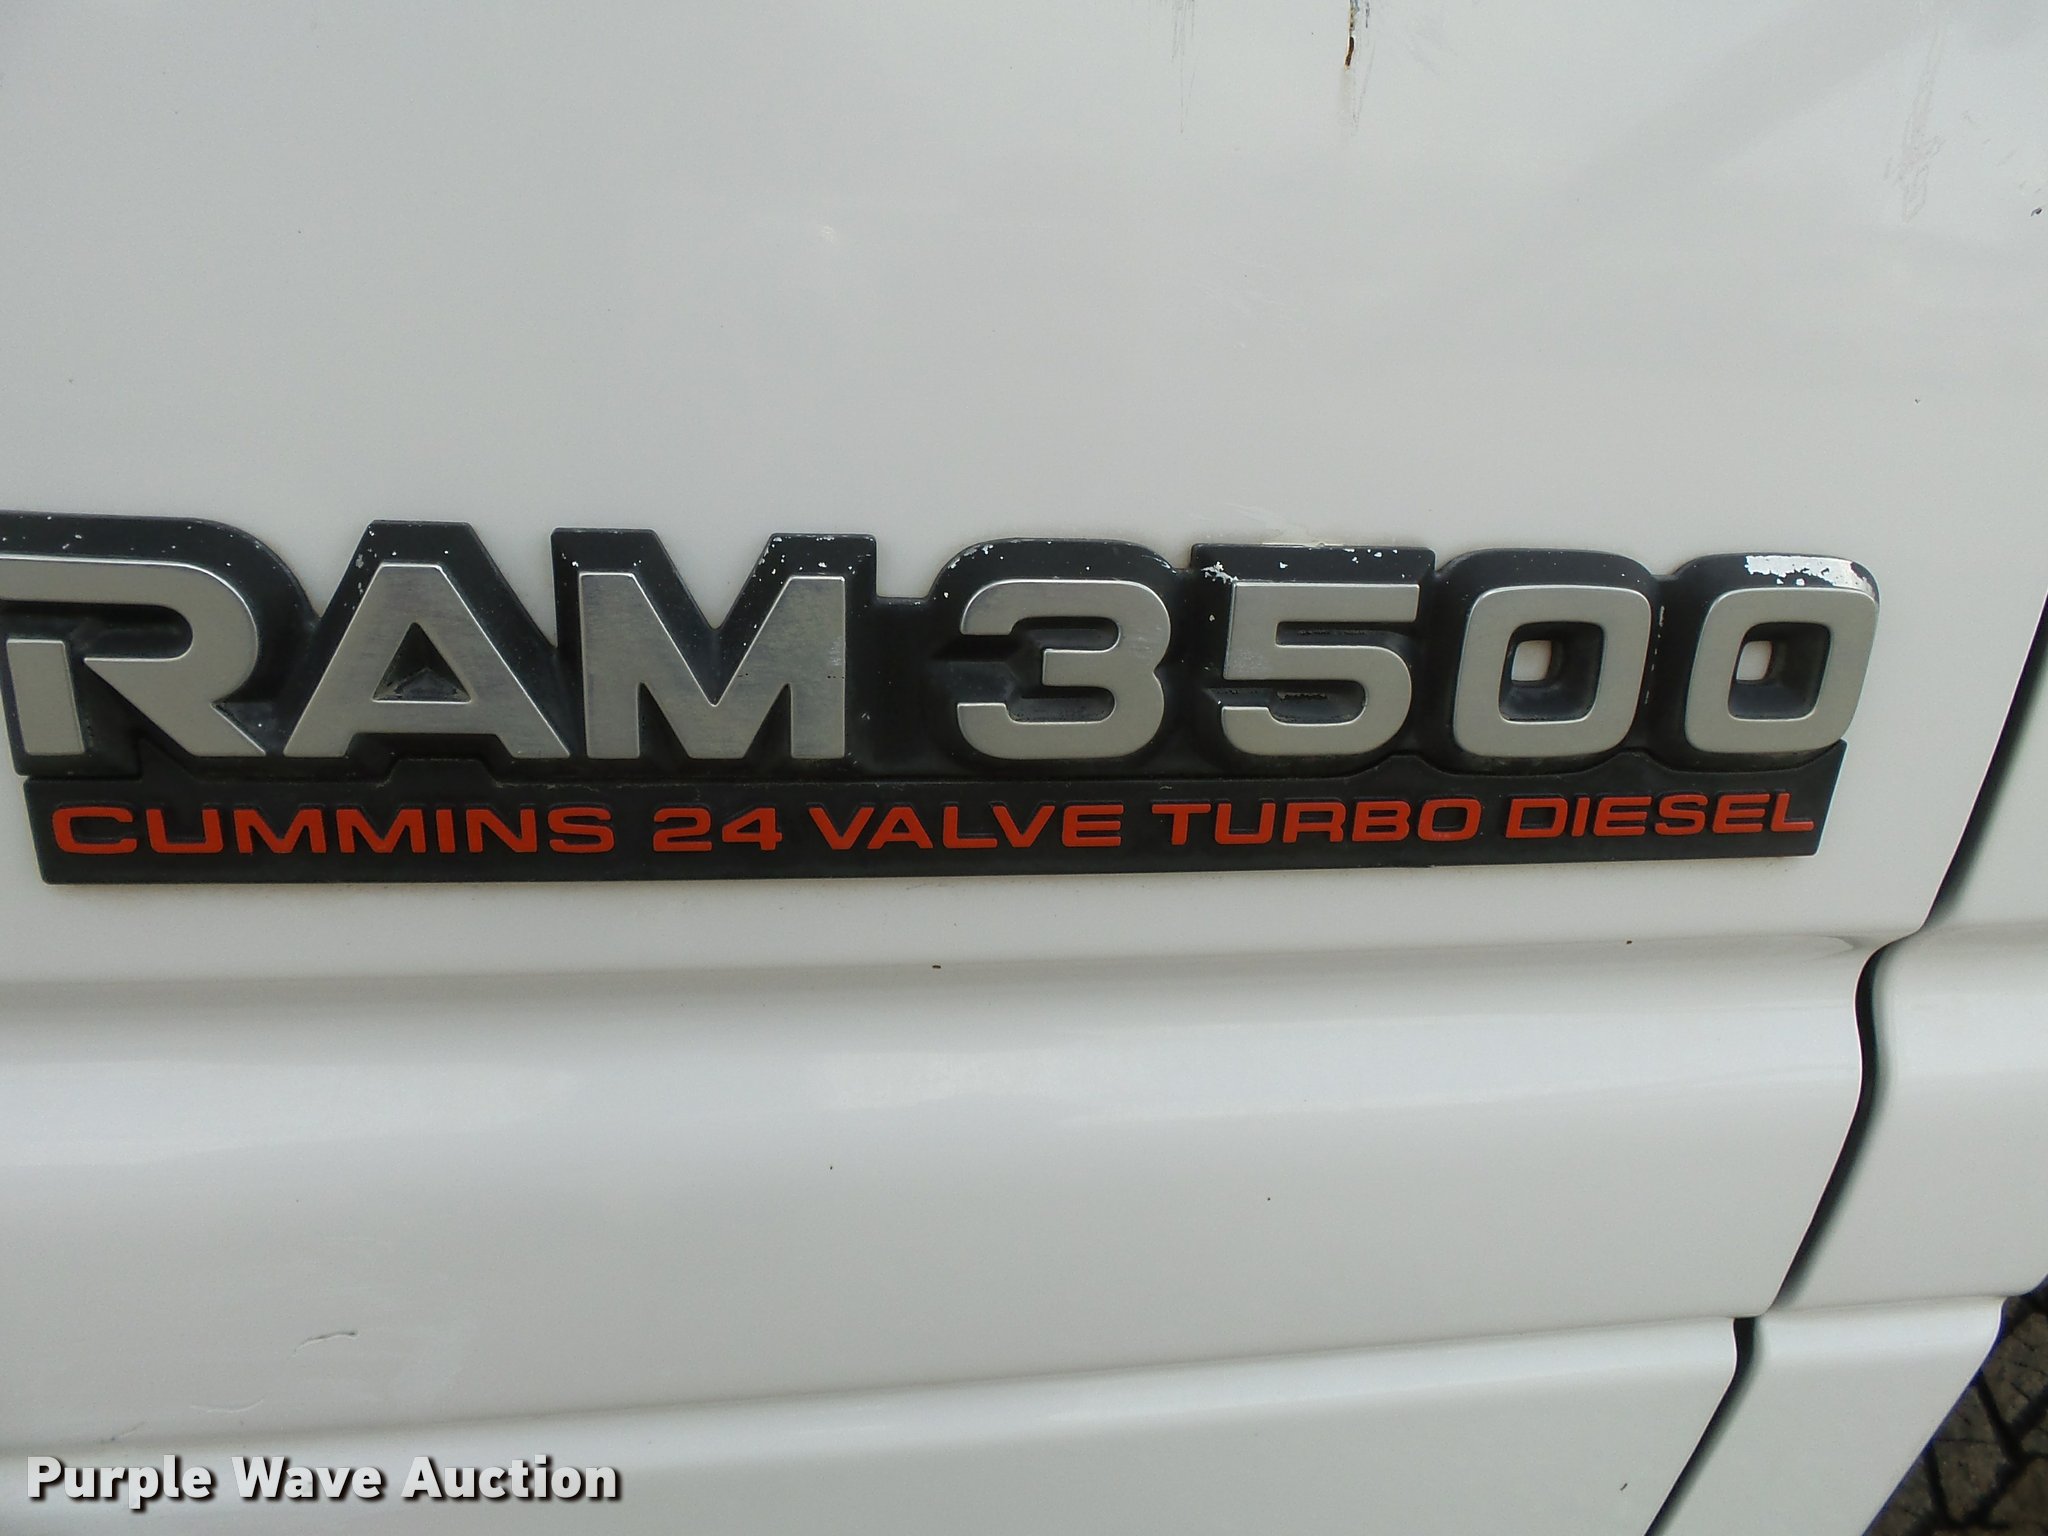 RAM 3500
CUMMINS 24 VALVE TURBO DIESEL
Purple Wave Auction